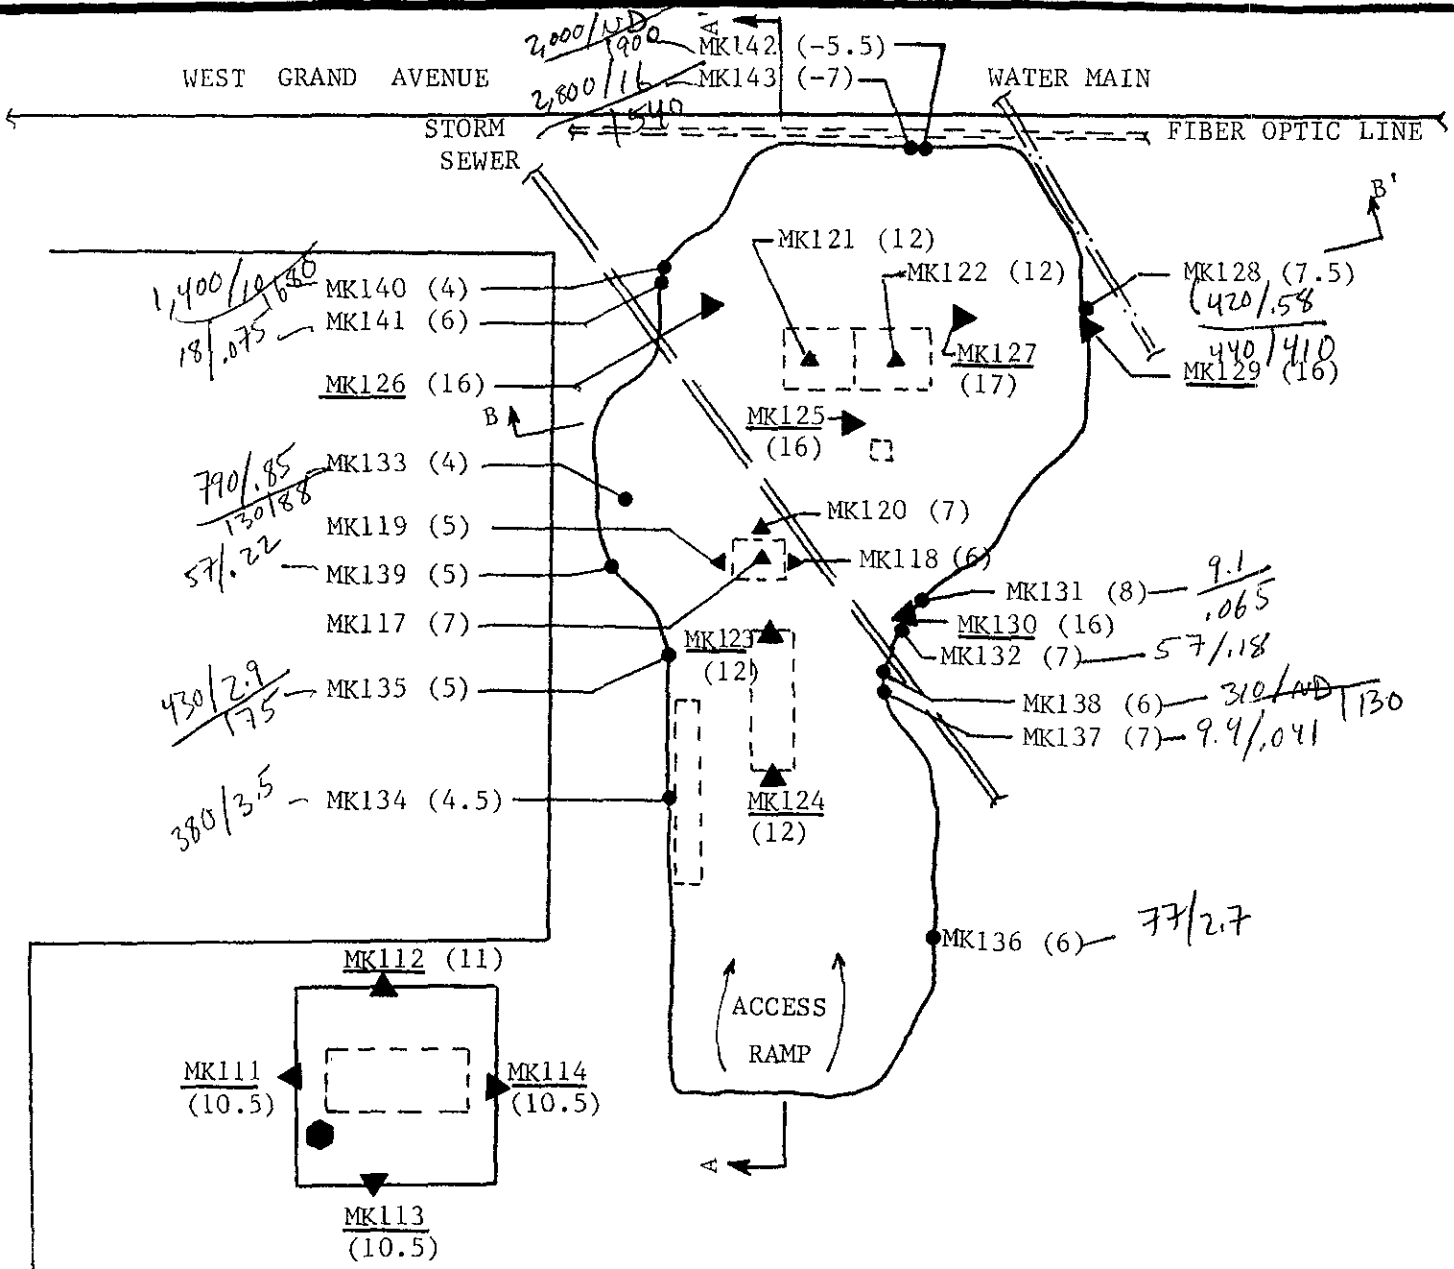 2,000/ND
900
MK142 (-5.5)
A'
WEST GRAND AVENUE
2,800/16
540
MK143 (-7)
WATER MAIN
STORM
SEWER
FIBER OPTIC LINE
B'
MK121 (12)
MK122 (12)
MK128 (7.5)
420/.58
440/410
1,400/10
680
MK140 (4)
18/.075
MK141 (6)
MK127
(17)
MK129 (16)
MK126 (16)
B
MK125
(16)
790/.85
130/88
MK133 (4)
MK120 (7)
MK119 (5)
MK118 (6)
57/.22
MK139 (5)
MK131 (8)
9.1
.065
MK117 (7)
MK130 (16)
MK123
(12)
MK132 (7)
57/.18
430/2.9
175
MK135 (5)
MK138 (6)
310/ND
130
MK137 (7)
9.4/.041
380/3.5
MK134 (4.5)
MK124
(12)
MK136 (6)
77/2.7
MK112 (11)
ACCESS
RAMP
MK111
(10.5)
MK114
(10.5)
A
MK113
(10.5)